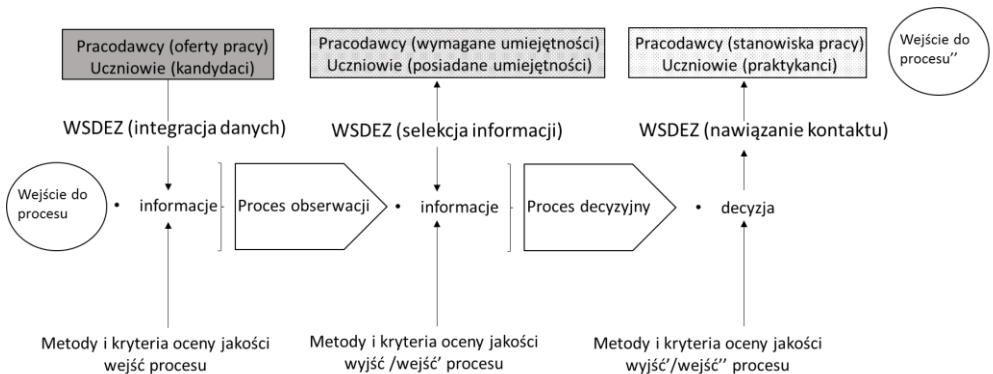 Pracodawcy (oferty pracy)
Uczniowie (kandydaci)
Pracodawcy (wymagane umiejętności)
Uczniowie (posiadane umiejętności)
Pracodawcy (stanowiska pracy)
Uczniowie (praktykanci)
Wejście do
procesu’’
WSDEZ (integracja danych)
WSDEZ (selekcja informacji)
WSDEZ (nawiązanie kontaktu)
Wejście do
procesu
• informacje
Proces obserwacji
• informacje
Proces decyzyjny
• decyzja
Metody i kryteria oceny jakości
wejść procesu
Metody i kryteria oceny jakości
wyjść /wejść’ procesu
Metody i kryteria oceny jakości
wyjść’/wejść’’ procesu